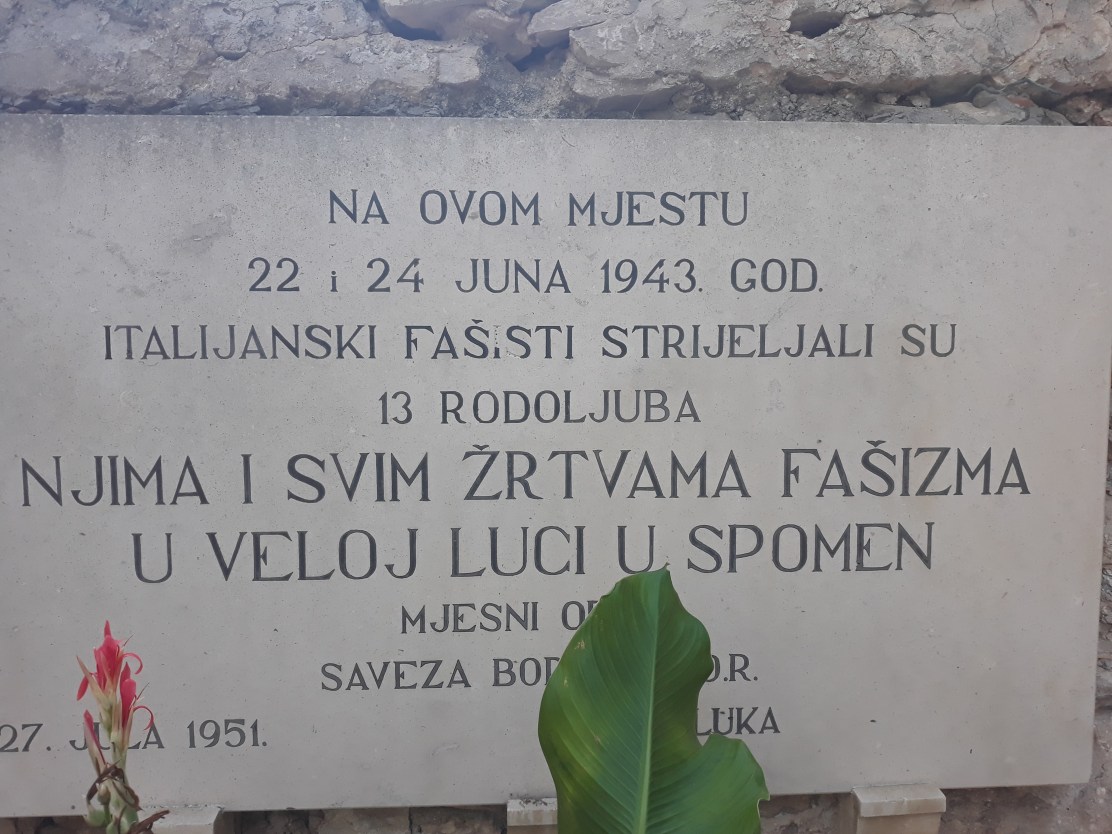 NA OVOM MJESTU
22 i 24 JUNA 1943. GOD.
ITALIJANSKI FAŠISTI STRIJELJALI SU
13 RODOLJUBA
NJIMA I SVIM ŽRTVAMA FAŠIZMA
U VELOJ LUCI U SPOMEN
MJESNI
SAVEZA
27. 1951. LUKA